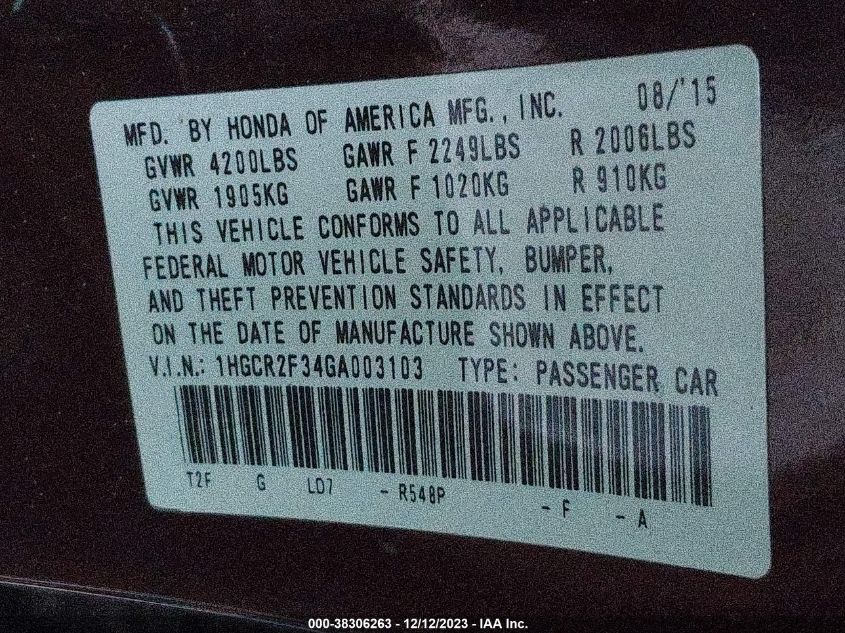 MFD. BY HONDA OF AMERICA MFG., INC. 08/'15
GVWR 4200LBS GAWR F 2249LBS R 2006LBS
GVWR 1905KG GAWR F 1020KG R 910KG
THIS VEHICLE CONFORMS TO ALL APPLICABLE
FEDERAL MOTOR VEHICLE SAFETY, BUMPER,
AND THEFT PREVENTION STANDARDS IN EFFECT
ON THE DATE OF MANUFACTURE SHOWN ABOVE.
V.I.N.: 1HGCR2F34GA003103 TYPE: PASSENGER CAR
T2F G LD7 - R548P - F - A
000-38306263 - 12/12/2023 - IAA Inc.